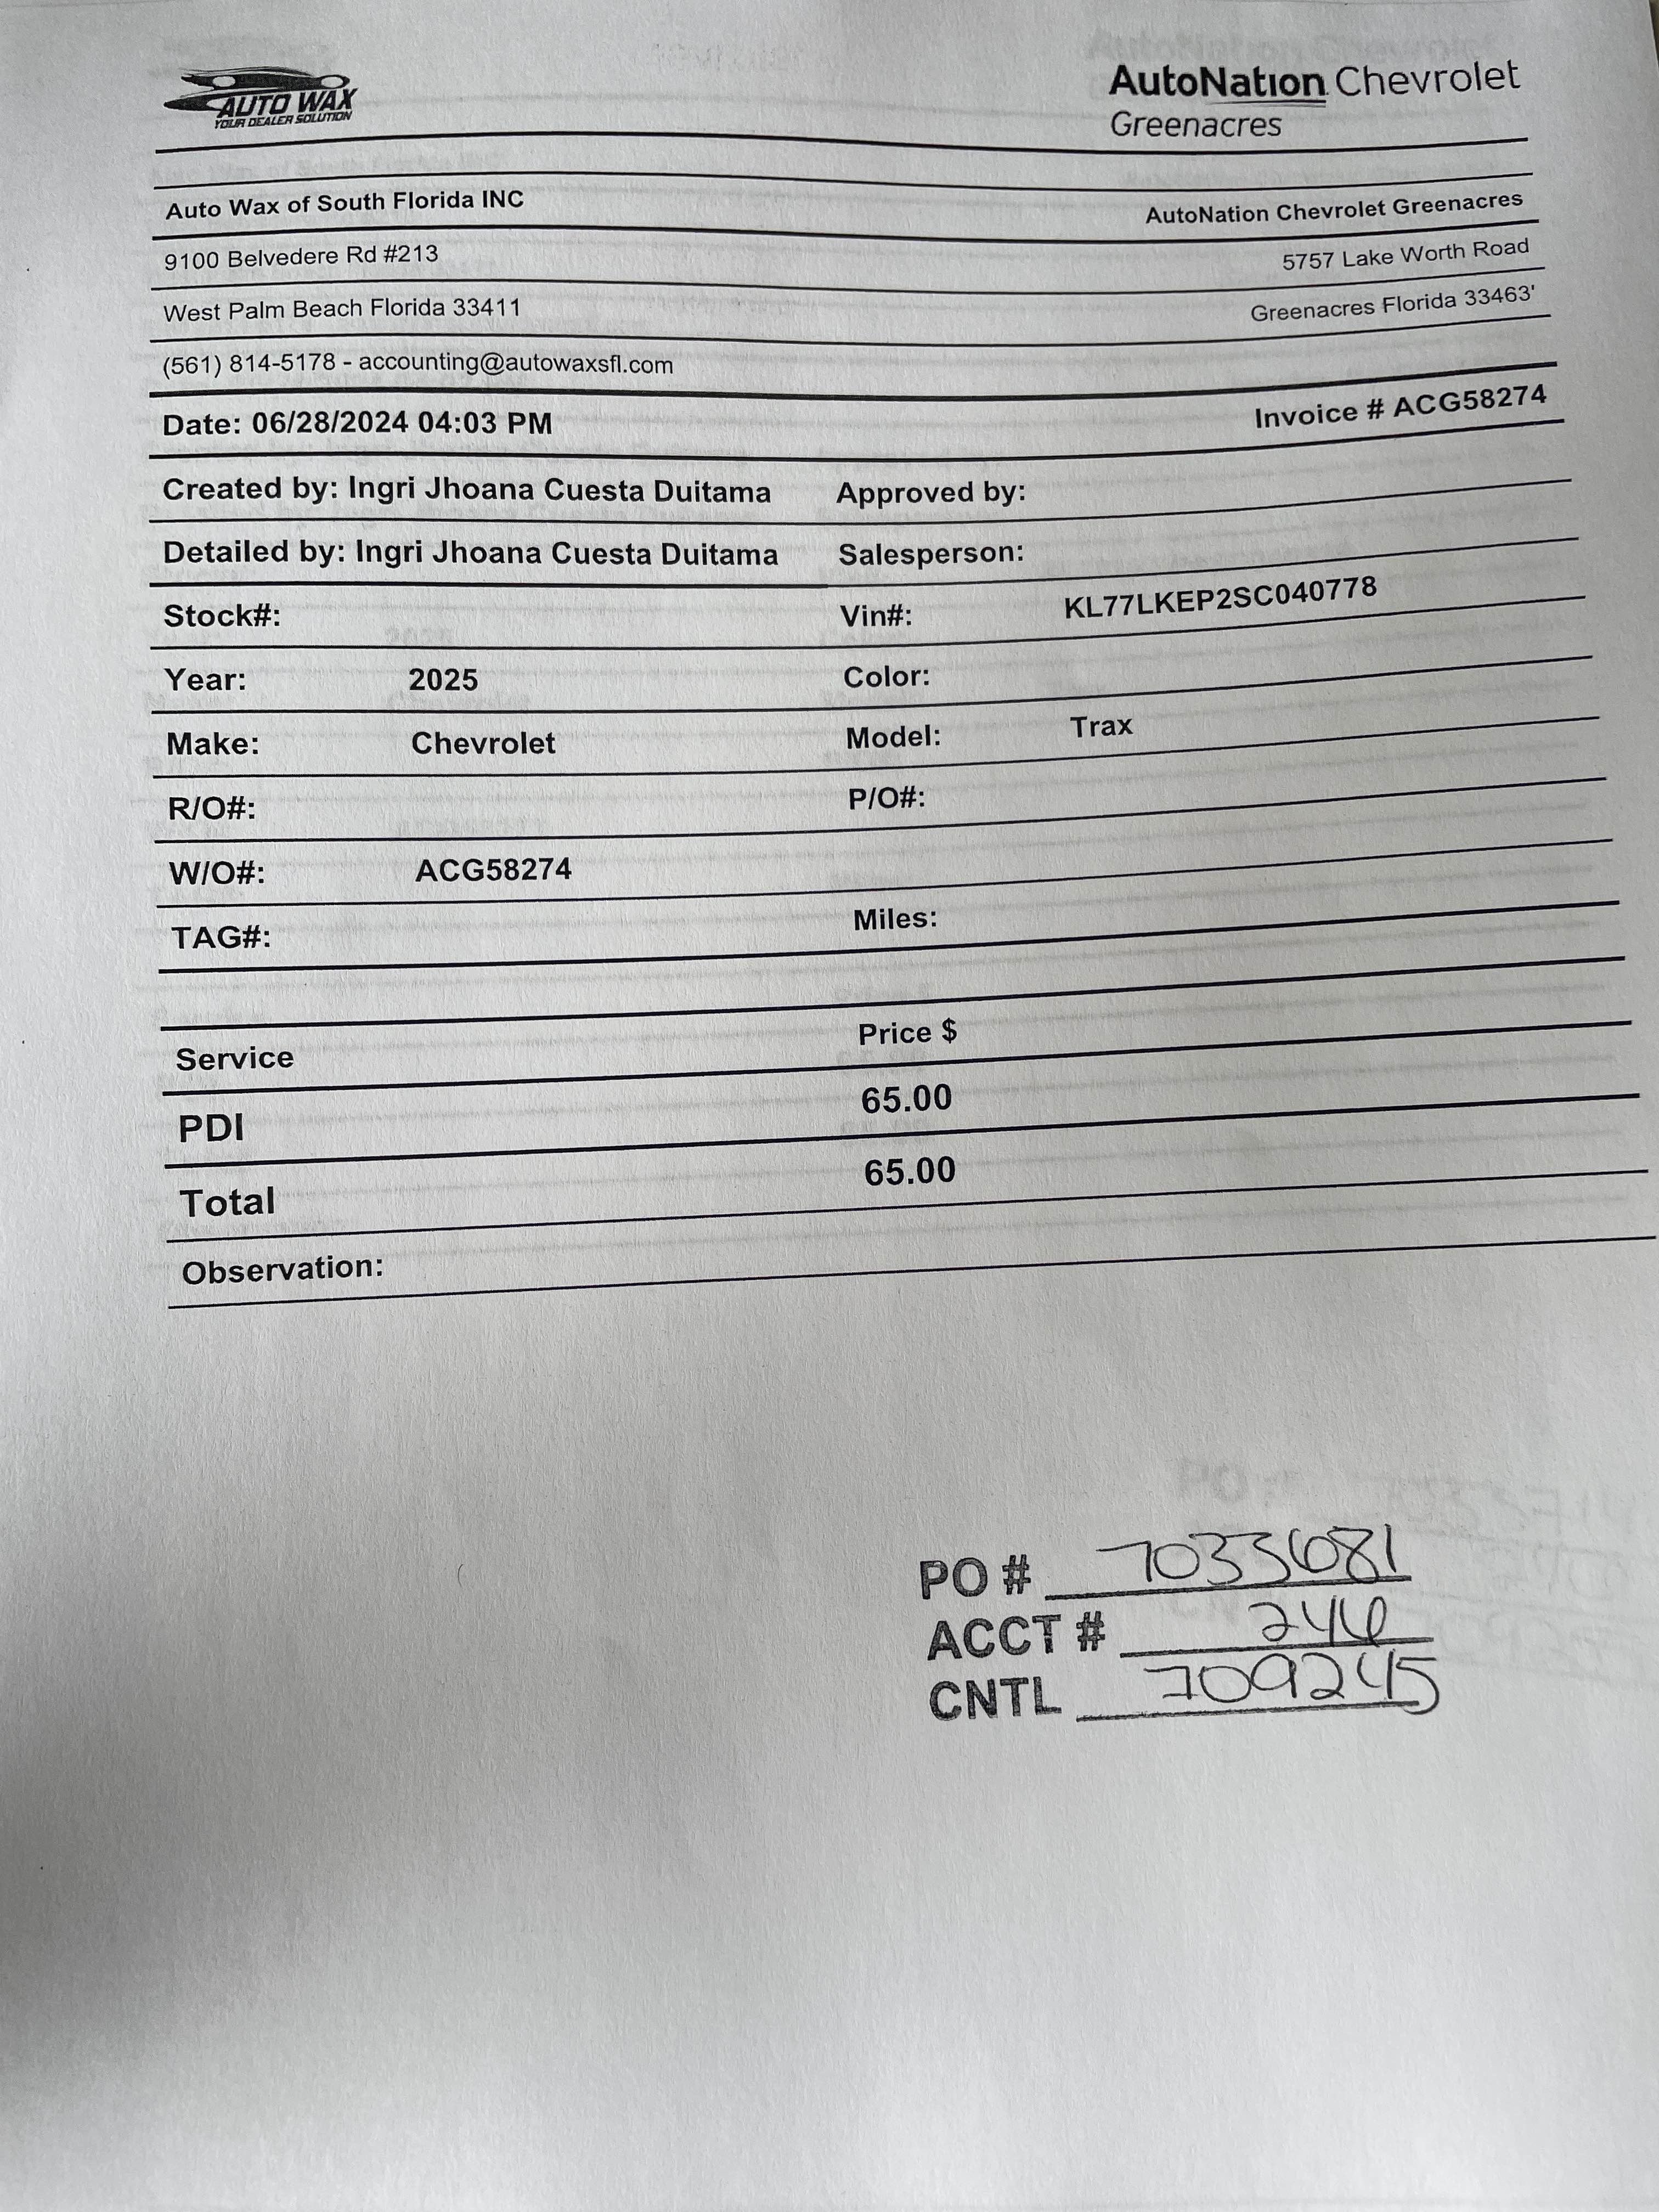 AUTO WAX
YOUR DEALER SOLUTION
AutoNation Chevrolet
Greenacres
Auto Wax of South Florida INC
AutoNation Chevrolet Greenacres
9100 Belvedere Rd #213
5757 Lake Worth Road
West Palm Beach Florida 33411
Greenacres Florida 33463'
(561) 814-5178 - accounting@autowaxsfl.com
Date: 06/28/2024 04:03 PM
Invoice # ACG58274
Created by: Ingri Jhoana Cuesta Duitama Approved by:
Detailed by: Ingri Jhoana Cuesta Duitama Salesperson:
Stock#: Vin#: KL77LKEP2SC040778
Year: 2025 Color:
Make: Chevrolet Model: Trax
R/O#: P/O#:
W/O#: ACG58274
TAG#: Miles:
Service Price $
PDI 65.00
Total 65.00
Observation:
PO # 7033681
ACCT # 246
CNTL 709245